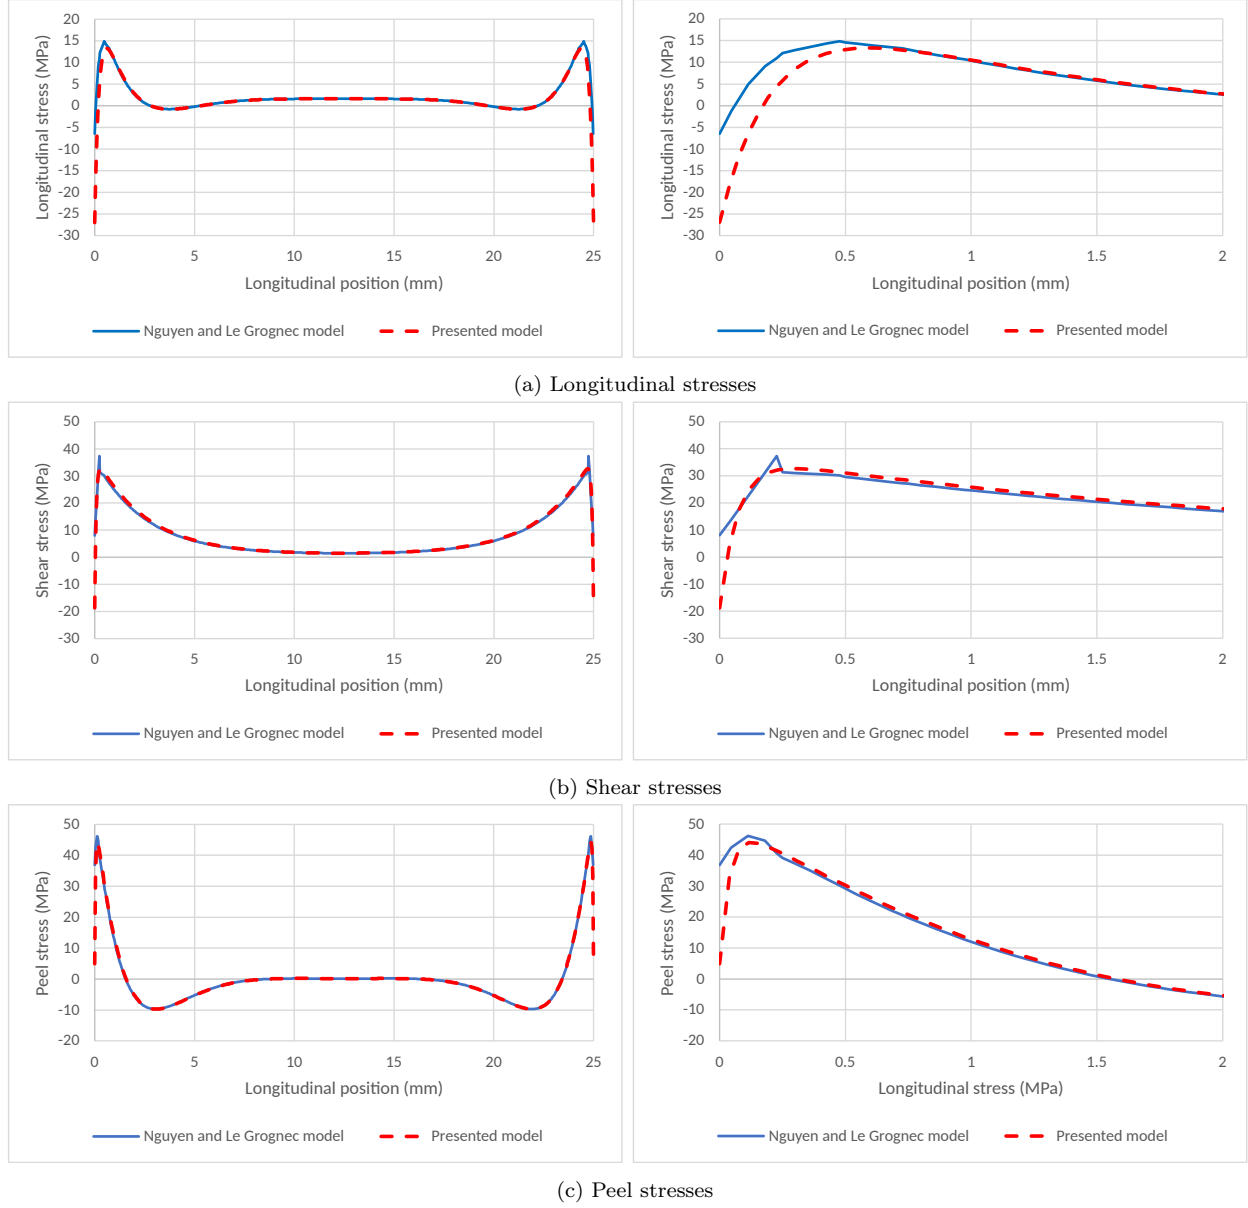 20
15
10
5
0
-5
-10
-15
-20
-25
-30
Longitudinal stress (MPa)
0 5 10 15 20 25
Longitudinal position (mm)
Nguyen and Le Grognec model Presented model
20
15
10
5
0
-5
-10
-15
-20
-25
-30
Longitudinal stress (MPa)
0 0.5 1 1.5 2
Longitudinal position (mm)
Nguyen and Le Grognec model Presented model
(a) Longitudinal stresses
50
40
30
20
10
0
-10
-20
-30
Shear stress (MPa)
0 5 10 15 20 25
Longitudinal position (mm)
Nguyen and Le Grognec model Presented model
50
40
30
20
10
0
-10
-20
-30
Shear stress (MPa)
0 0.5 1 1.5 2
Longitudinal position (mm)
Nguyen and Le Grognec model Presented model
(b) Shear stresses
50
40
30
20
10
0
-10
-20
Peel stress (MPa)
0 5 10 15 20 25
Longitudinal position (mm)
Nguyen and Le Grognec model Presented model
50
40
30
20
10
0
-10
-20
Peel stress (MPa)
0 0.5 1 1.5 2
Longitudinal stress (MPa)
Nguyen and Le Grognec model Presented model
(c) Peel stresses